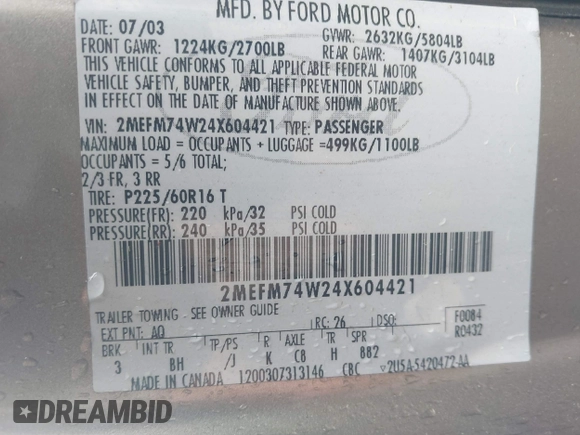 DATE: 07/03
MFD. BY FORD MOTOR CO.
FRONT GAWR: 1224KG/2700LB
GVWR: 2632KG/5804LB
REAR GAWR: 1407KG/3104LB
THIS VEHICLE CONFORMS TO ALL APPLICABLE FEDERAL MOTOR
VEHICLE SAFETY, BUMPER, AND THEFT PREVENTION STANDARDS
IN EFFECT ON THE DATE OF MANUFACTURE SHOWN ABOVE.
VIN: 2MEFM74W24X604421 TYPE: PASSENGER
MAXIMUM LOAD = OCCUPANTS + LUGGAGE = 499KG/1100LB
OCCUPANTS = 5/6 TOTAL;
2/3 FR, 3 RR
TIRE: P225/60R16 T
PRESSURE(FR) 220 kPa/32 PSI COLD
PRESSURE(RR) 240 kPa/35 PSI COLD
2MEFM74W24X604421
TRAILER TOWING - SEE OWNER GUIDE
EXT PNT: AQ RC: 26 DSO: F0084
R0432
BRK INT TR TP/PS R AXLE TR SPR
3 BH /J K C8 H 882
MADE IN CANADA 1200307313146 CBC ▽2U5A-5420472-AA
DREAMBID